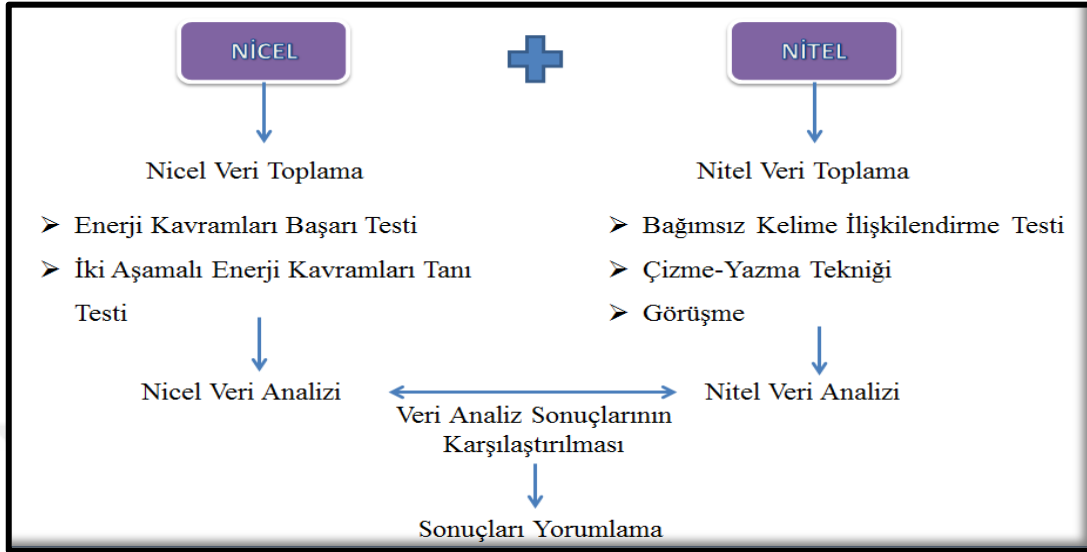 NİCEL
NİTEL
Nicel Veri Toplama
Enerji Kavramları Başarı Testi
İki Aşamalı Enerji Kavramları Tanı
Testi
Nicel Veri Analizi
Nitel Veri Toplama
Bağımsız Kelime İlişkilendirme Testi
Çizme-Yazma Tekniği
Görüşme
Nitel Veri Analizi
Veri Analiz Sonuçlarının
Karşılaştırılması
Sonuçları Yorumlama